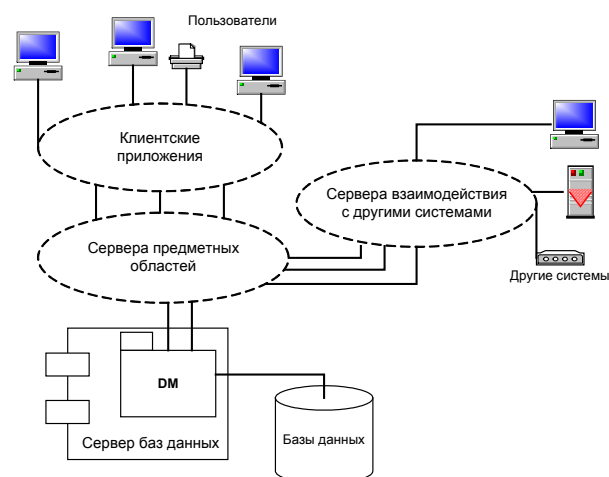 Пользователи
Клиентские
приложения
Сервера взаимодействия
с другими системами
Сервера предметных
областей
Другие системы
DM
Сервер баз данных
Базы данных